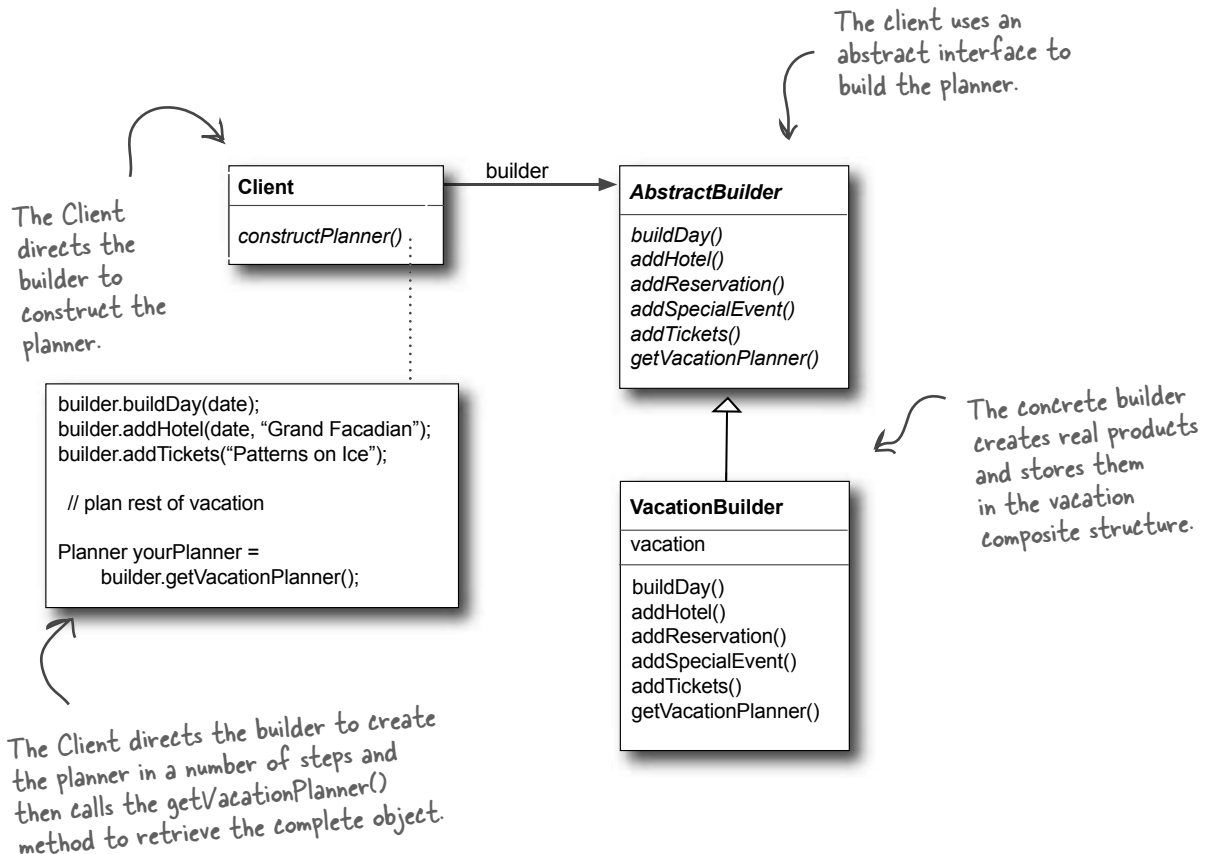 The client uses an
abstract interface to
build the planner.
builder
Client
constructPlanner()
AbstractBuilder
buildDay()
addHotel()
addReservation()
addSpecialEvent()
addTickets()
getVacationPlanner()
The Client
directs the
builder to
construct the
planner.
builder.buildDay(date);
builder.addHotel(date, “Grand Facadian”);
builder.addTickets(“Patterns on Ice”);
// plan rest of vacation
Planner yourPlanner =
builder.getVacationPlanner();
The concrete builder
creates real products
and stores them
in the vacation
composite structure.
VacationBuilder
vacation
buildDay()
addHotel()
addReservation()
addSpecialEvent()
addTickets()
getVacationPlanner()
The Client directs the builder to create
the planner in a number of steps and
then calls the getVacationPlanner()
method to retrieve the complete object.